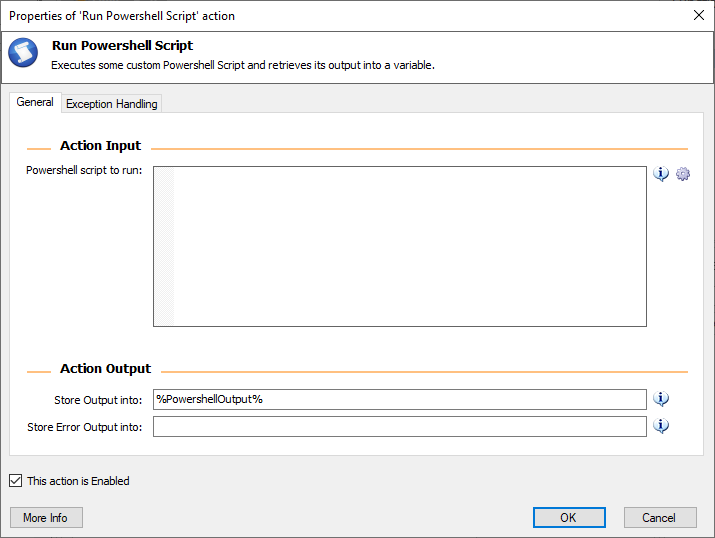 Properties of 'Run Powershell Script' action
Run Powershell Script
Executes some custom Powershell Script and retrieves its output into a variable.
General
Exception Handling
Action Input
Powershell script to run:
Action Output
Store Output into:
%PowershellOutput%
Store Error Output into:
This action is Enabled
More Info
OK
Cancel